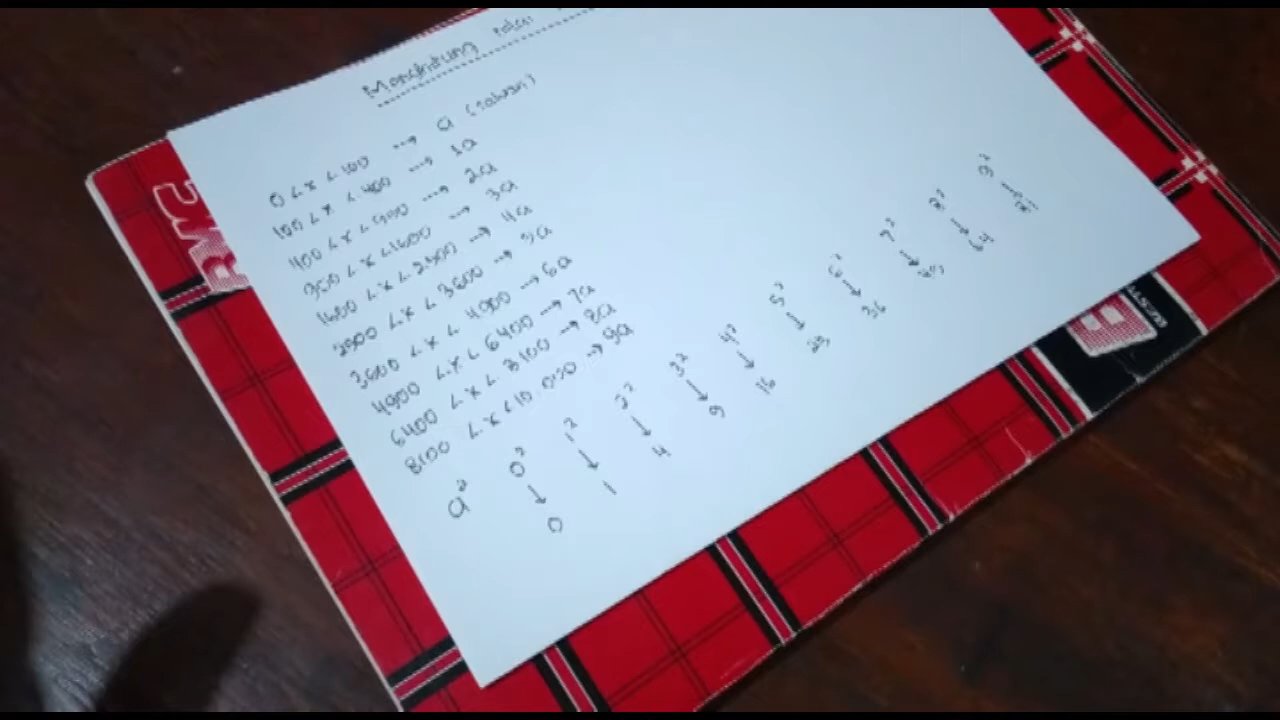 Menghitung
0 < x < 100 → a (satuan)
100 < x < 400 → 1a
400 < x < 900 → 2a
900 < x < 1600 → 3a
1600 < x < 2500 → 4a
2500 < x < 3600 → 5a
3600 < x < 4900 → 6a
4900 < x < 6400 → 7a
6400 < x < 8100 → 8a
8100 < x < 10.000 → 9a
a² 0² 1² 2² 3² 4² 5² 6² 7² 8² 9²
↓ ↓ ↓ ↓ ↓ ↓ ↓ ↓ ↓ ↓
0 1 4 9 16 25 36 49 64 81